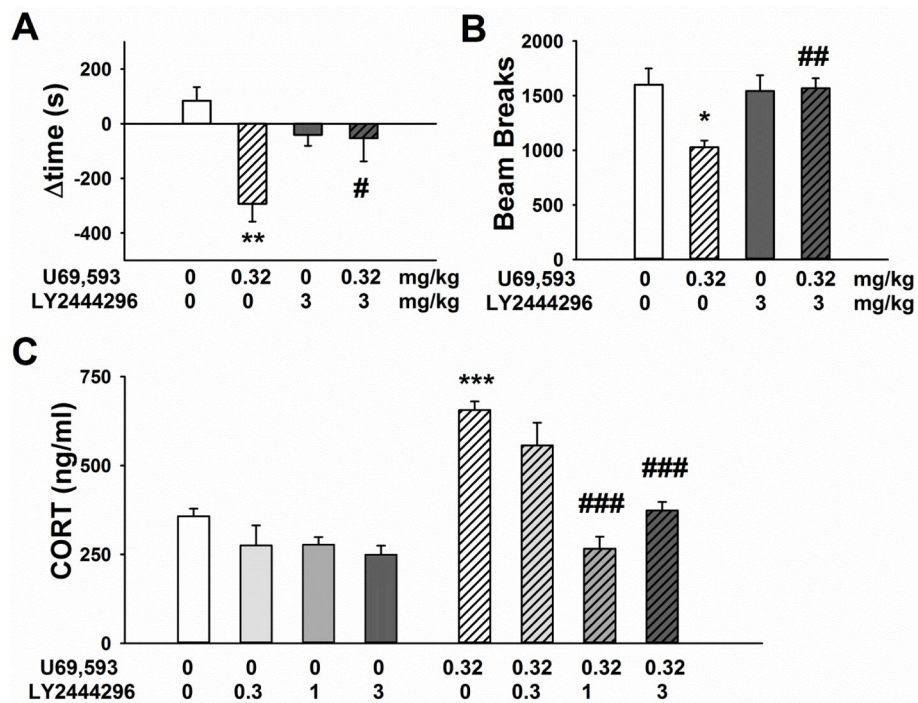 A
Δtime (s)
200
0
-200
-400
**
#
U69,593 0 0.32 0 0.32 mg/kg
LY2444296 0 0 3 3 mg/kg
B
Beam Breaks
2000
1500
1000
500
0
*
##
U69,593 0 0.32 0 0.32 mg/kg
LY2444296 0 0 3 3 mg/kg
C
CORT (ng/ml)
750
500
250
0
***
###
###
U69,593 0 0 0 0 0.32 0.32 0.32 0.32
LY2444296 0 0.3 1 3 0 0.3 1 3